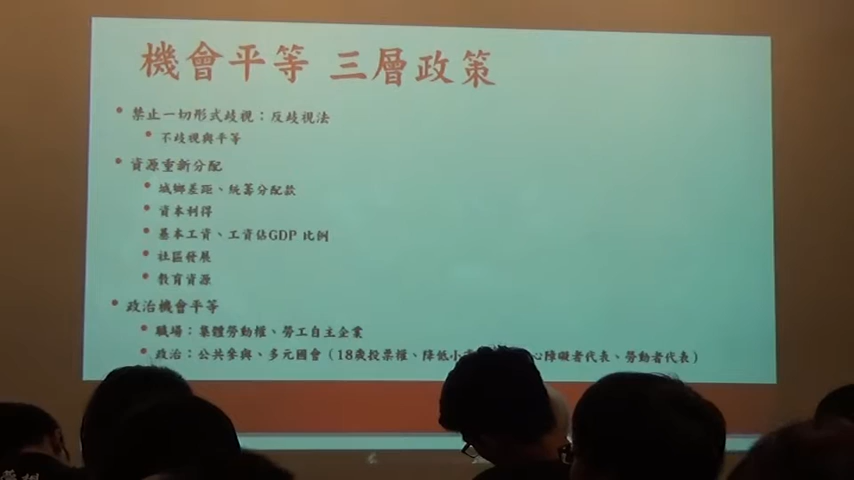 機會平等 三層政策
• 禁止一切形式歧視：反歧視法
• 不歧視與平等
• 資源重新分配
• 城鄉差距、統籌分配款
• 資本利得
• 基本工資、工資佔GDP 比例
• 社區發展
• 教育資源
• 政治機會平等
• 職場：集體勞動權、勞工自主企業
• 政治：公共參與、多元國會（18歲投票權、降低小 心障礙者代表、勞動者代表）